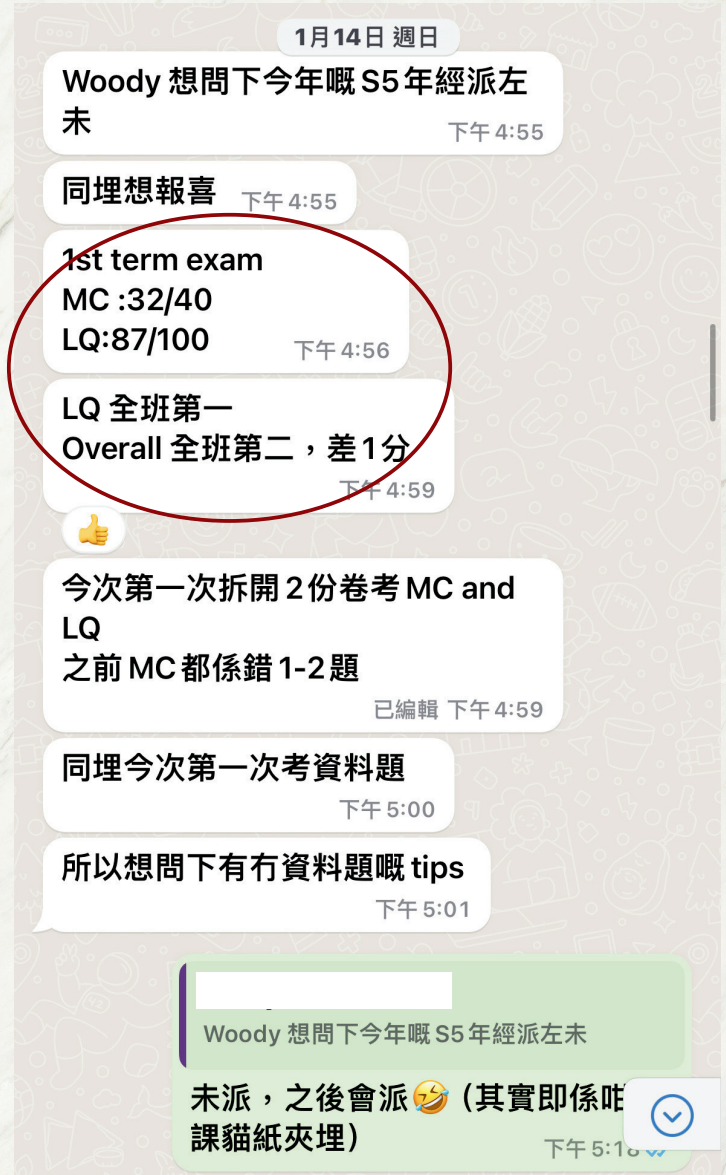 1月14日 週日
Woody 想問下今年嘅 S5 年經派左
未
下午 4:55
同埋想報喜 下午 4:55
1st term exam
MC :32/40
LQ:87/100 下午 4:56
LQ 全班第一
Overall 全班第二，差 1 分
下午 4:59
👍
今次第一次拆開 2 份卷考 MC and
LQ
之前 MC 都係錯 1-2 題
已編輯 下午 4:59
同埋今次第一次考資料題
下午 5:00
所以想問下有冇資料題嘅 tips
下午 5:01
Woody 想問下今年嘅 S5 年經派左未
未派，之後會派🤣（其實即係咁
課貓紙夾埋） 下午 5:18